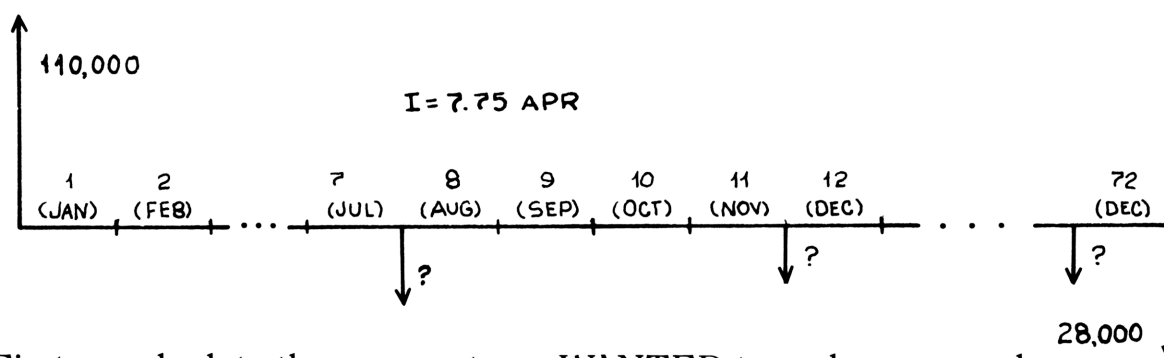 110,000
I = 7.75 APR
1 2 7 8 9 10 11 12 72
(JAN) (FEB) ... (JUL) (AUG) (SEP) (OCT) (NOV) (DEC) . . . (DEC)
? ? ?
28,000